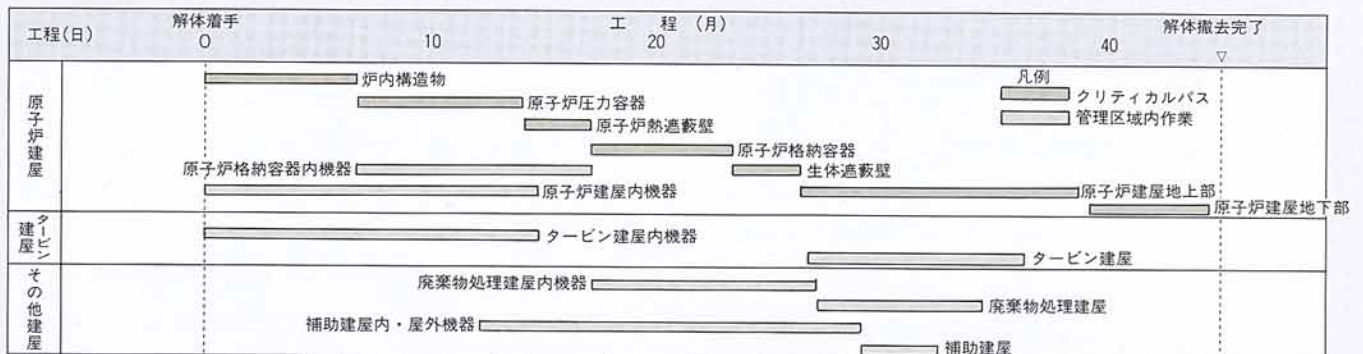 解体着手
工 程 (月)
解体撤去完了
工程(日)
0 10 20 30 40
▽
原子炉建屋
炉内構造物
凡例
原子炉圧力容器
クリティカルパス
原子炉熱遮蔽壁
管理区域内作業
原子炉格納容器
原子炉格納容器内機器
生体遮蔽壁
原子炉建屋内機器
原子炉建屋地上部
原子炉建屋地下部
タービン建屋
タービン建屋内機器
タービン建屋
その他建屋
廃棄物処理建屋内機器
廃棄物処理建屋
補助建屋内・屋外機器
補助建屋